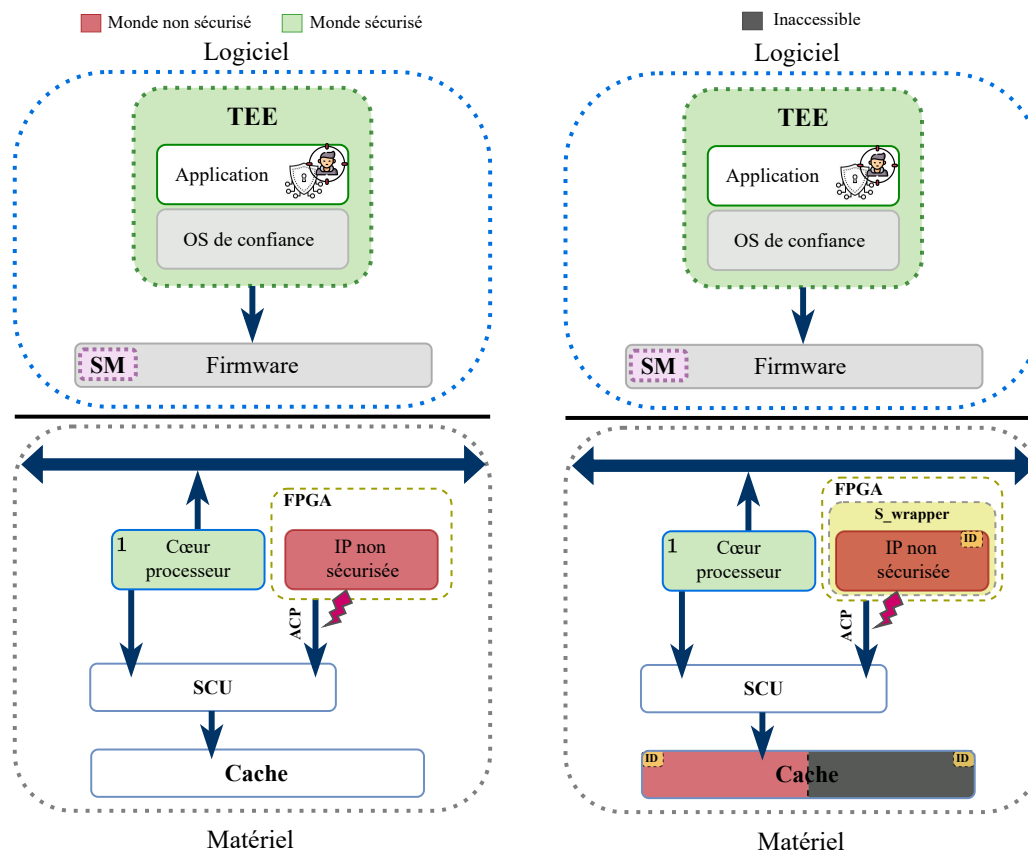 Monde non sécurisé
Monde sécurisé
Logiciel
TEE
Application
OS de confiance
SM
Firmware
FPGA
1
Cœur
processeur
IP non
sécurisée
ACP
SCU
Cache
Matériel
Inaccessible
Logiciel
TEE
Application
OS de confiance
SM
Firmware
FPGA
S_wrapper
1
Cœur
processeur
ID
IP non
sécurisée
ACP
SCU
ID
Cache
ID
Matériel